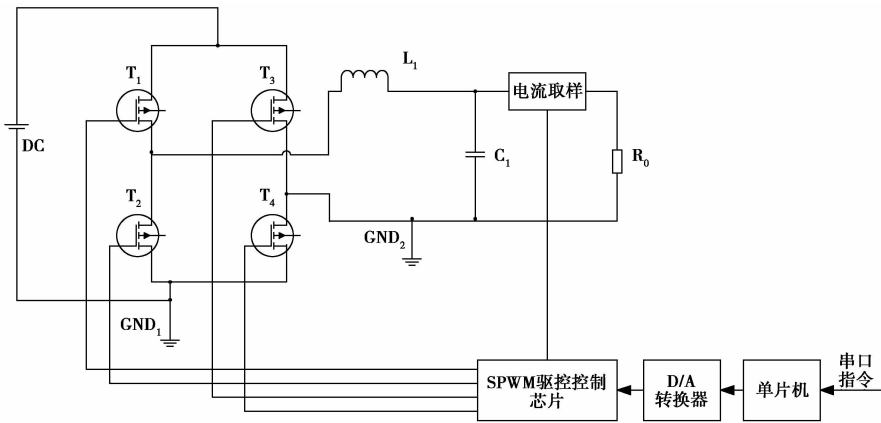 L₁
T₁
T₃
电流取样
DC
C₁
R₀
T₂
T₄
GND₂
GND₁
SPWM驱控控制
芯片
D/A
转换器
单片机
串口
指令